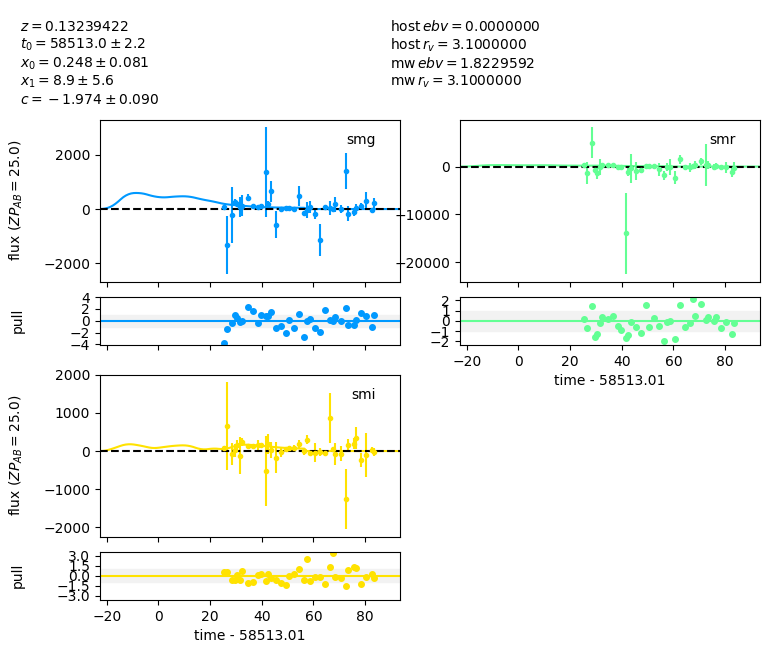 z = 0.13239422
t0 = 58513.0 ± 2.2
x0 = 0.248 ± 0.081
x1 = 8.9 ± 5.6
c = −1.974 ± 0.090
host ebv = 0.0000000
host rv = 3.1000000
mw ebv = 1.8229592
mw rv = 3.1000000
smg
flux (ZPAB = 25.0)
2000
0
−2000
pull
4
2
0
−2
−4
smr
0
−10000
−20000
2
1
0
−1
−2
−20 0 20 40 60 80
time - 58513.01
smi
flux (ZPAB = 25.0)
2000
1000
0
−1000
−2000
pull
3.0
1.5
0.0
−1.5
−3.0
−20 0 20 40 60 80
time - 58513.01